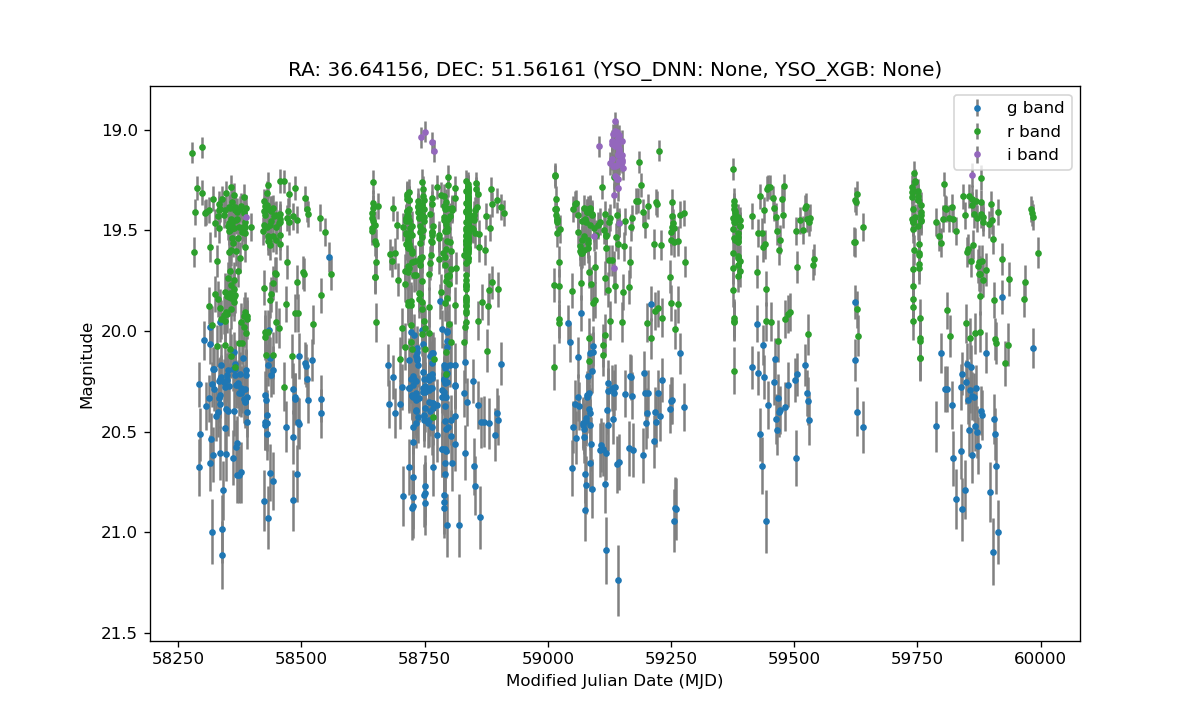 RA: 36.64156, DEC: 51.56161 (YSO_DNN: None, YSO_XGB: None)
g band
r band
i band
19.0
19.5
20.0
20.5
21.0
21.5
Magnitude
58250 58500 58750 59000 59250 59500 59750 60000
Modified Julian Date (MJD)